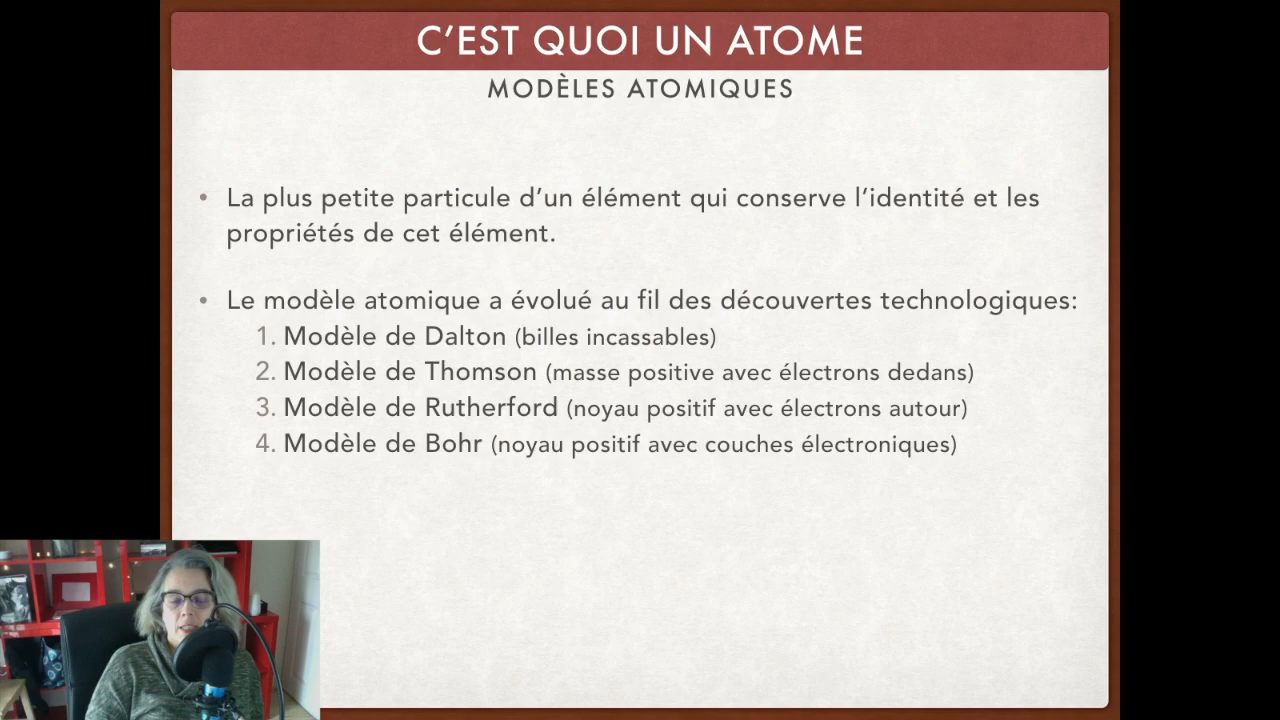 C'EST QUOI UN ATOME
MODÈLES ATOMIQUES
• La plus petite particule d'un élément qui conserve l'identité et les
propriétés de cet élément.
• Le modèle atomique a évolué au fil des découvertes technologiques:
1. Modèle de Dalton (billes incassables)
2. Modèle de Thomson (masse positive avec électrons dedans)
3. Modèle de Rutherford (noyau positif avec électrons autour)
4. Modèle de Bohr (noyau positif avec couches électroniques)